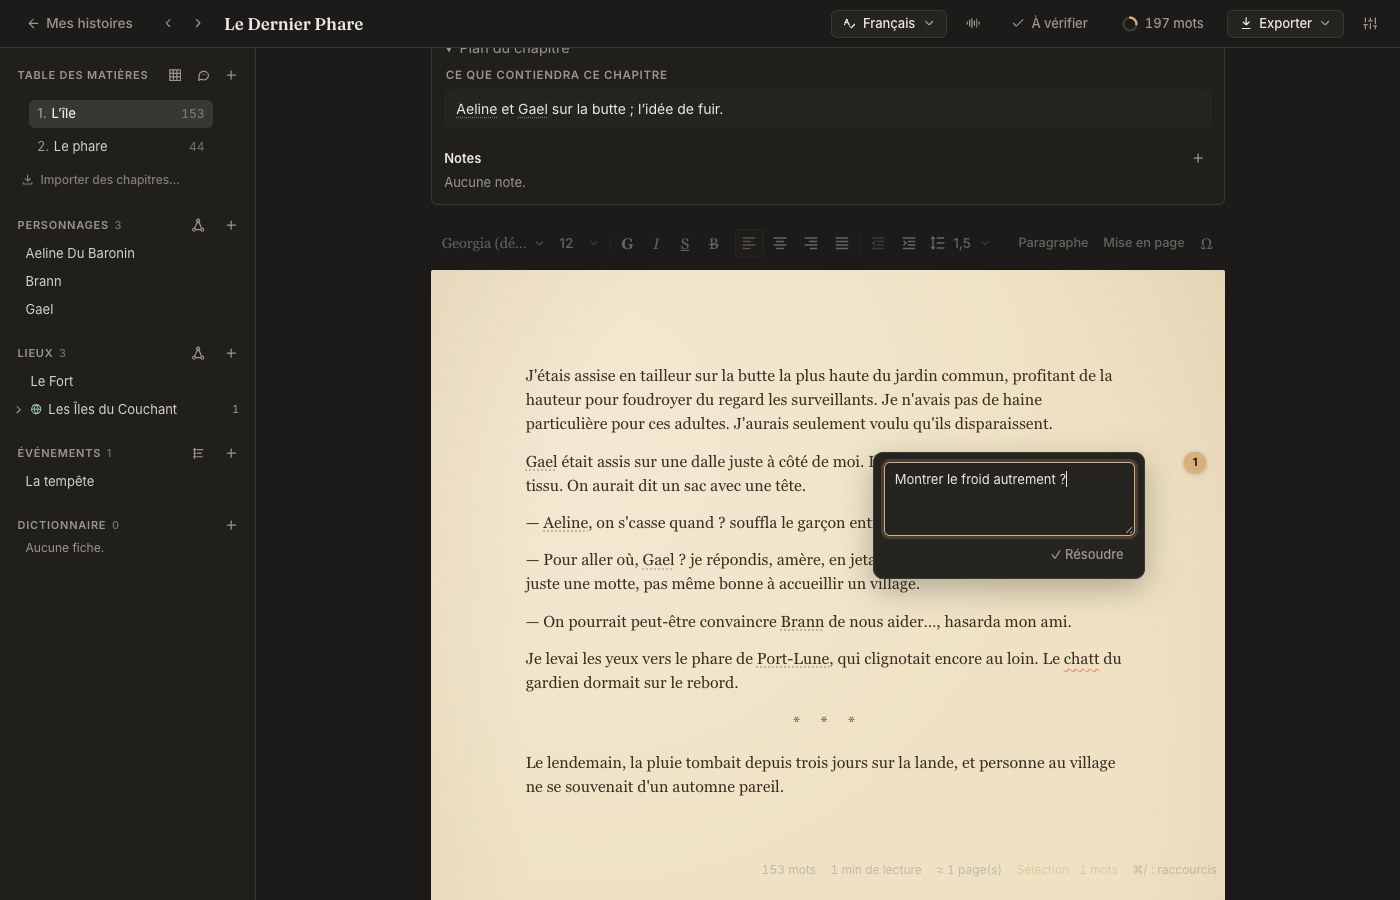 Mes histoires
Le Dernier Phare
Français
À vérifier
197 mots
Exporter
TABLE DES MATIÈRES
1. L'île 153
2. Le phare 44
Importer des chapitres...
PERSONNAGES 3
Aeline Du Baronin
Brann
Gael
LIEUX 3
Le Fort
Les Îles du Couchant 1
ÉVÉNEMENTS 1
La tempête
DICTIONNAIRE 0
Aucune fiche.
Plan du chapitre
CE QUE CONTIENDRA CE CHAPITRE
Aeline et Gael sur la butte ; l'idée de fuir.
Notes
Aucune note.
Georgia (dé... 12 G I S B 1,5 Paragraphe Mise en page Ω
J'étais assise en tailleur sur la butte la plus haute du jardin commun, profitant de la
hauteur pour foudroyer du regard les surveillants. Je n'avais pas de haine
particulière pour ces adultes. J'aurais seulement voulu qu'ils disparaissent.
Gael était assis sur une dalle juste à côté de moi.
tissu. On aurait dit un sac avec une tête.
— Aeline, on s'casse quand ? souffla le garçon
— Pour aller où, Gael ? je répondis, amère, en
juste une motte, pas même bonne à accueillir un village.
— On pourrait peut-être convaincre Brann de nous aider..., hasarda mon ami.
Je levai les yeux vers le phare de Port-Lune, qui clignotait encore au loin. Le chatt du
gardien dormait sur le rebord.
* * *
Le lendemain, la pluie tombait depuis trois jours sur la lande, et personne au village
ne se souvenait d'un automne pareil.
1
Montrer le froid autrement ?
Résoudre
153 mots 1 min de lecture ≈ 1 page(s) Sélection : 1 mots ⌘/ : raccourcis